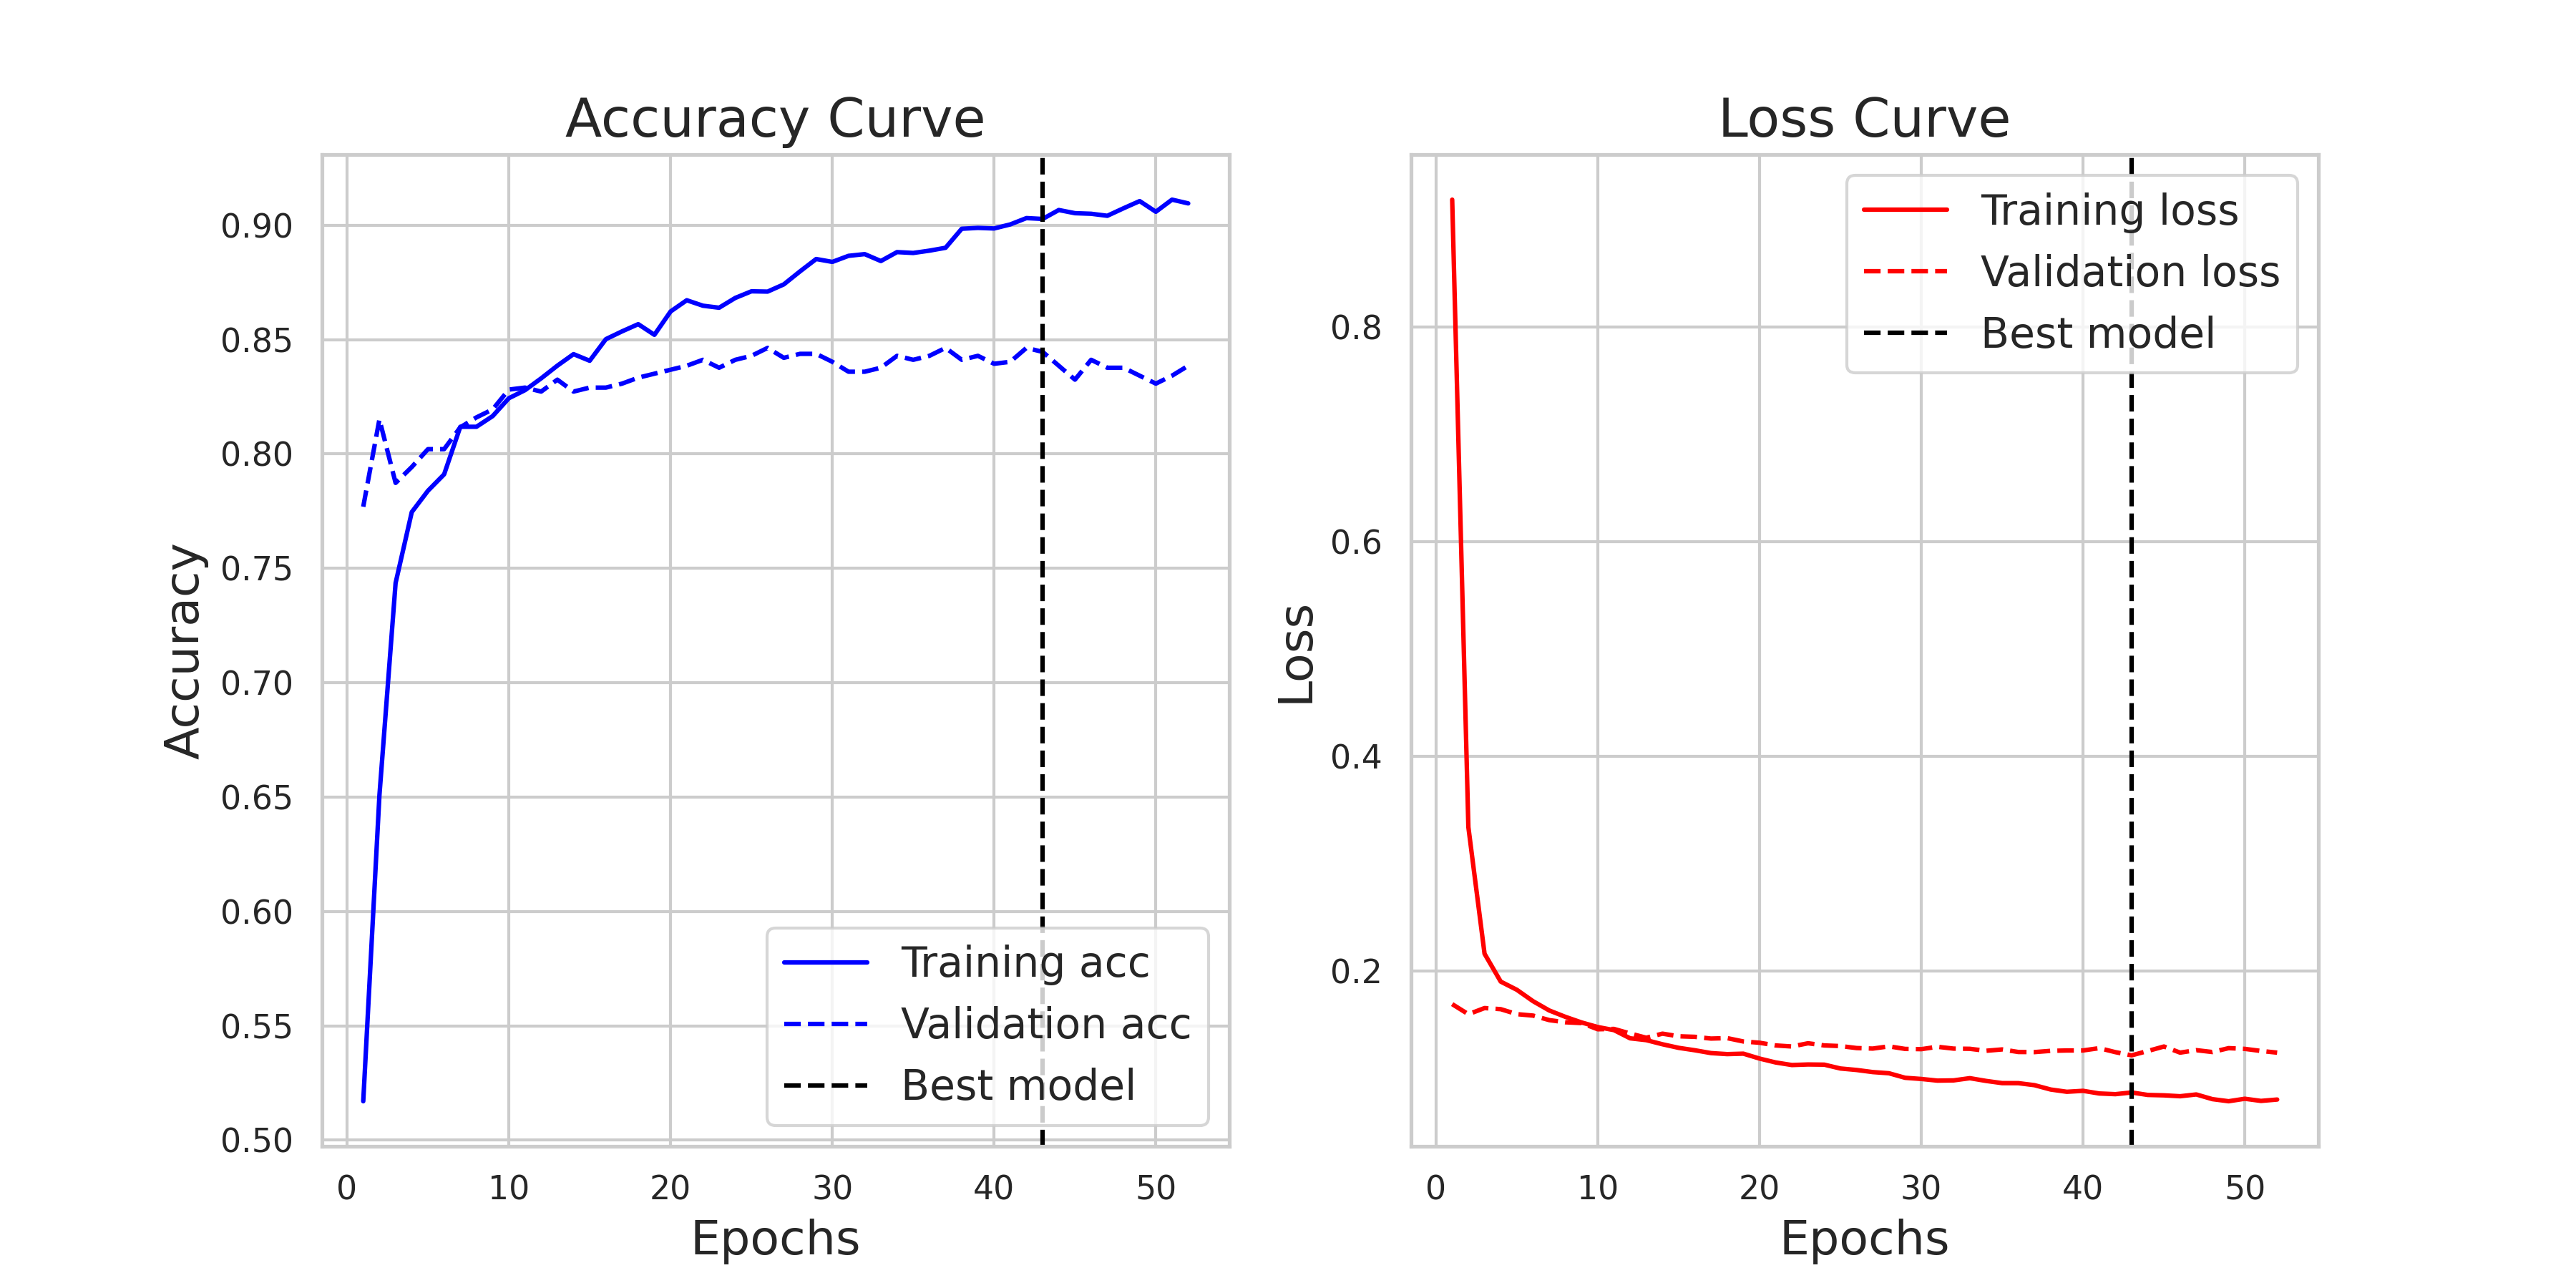 Accuracy Curve
0.90
0.85
0.80
0.75
0.70
0.65
0.60
0.55
0.50
Accuracy
0 10 20 30 40 50
Epochs
Training acc
Validation acc
Best model
Loss Curve
0.8
0.6
0.4
0.2
Loss
0 10 20 30 40 50
Epochs
Training loss
Validation loss
Best model